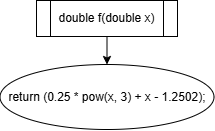 double f(double x)
return (0.25 * pow(x, 3) + x - 1.2502);